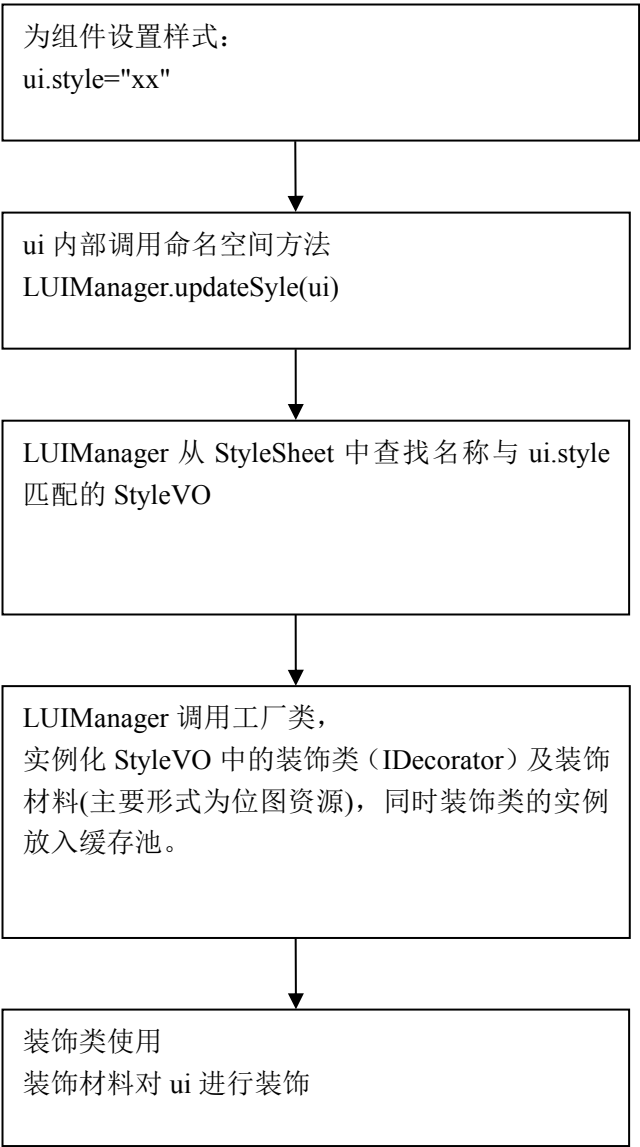 为组件设置样式：
ui.style="xx"
ui 内部调用命名空间方法
LUIManager.updateSyle(ui)
LUIManager 从 StyleSheet 中查找名称与 ui.style
匹配的 StyleVO
LUIManager 调用工厂类，
实例化 StyleVO 中的装饰类（IDecorator）及装饰
材料(主要形式为位图资源)，同时装饰类的实例
放入缓存池。
装饰类使用
装饰材料对 ui 进行装饰